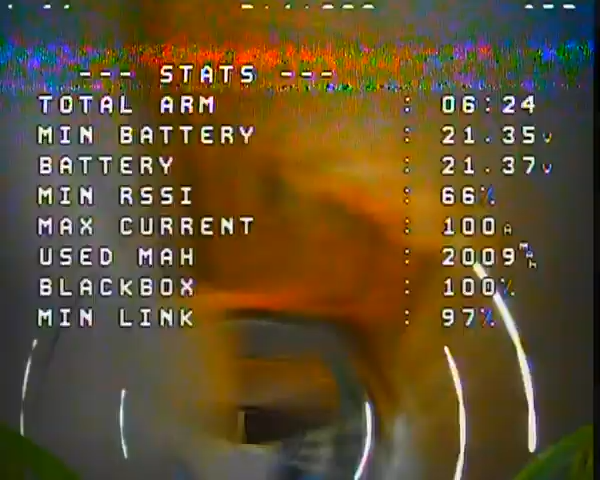 --- STATS ---
TOTAL ARM : 06:24
MIN BATTERY : 21.35V
BATTERY : 21.37V
MIN RSSI : 66%
MAX CURRENT : 100A
USED MAH : 2009mAh
BLACKBOX : 100%
MIN LINK : 97%